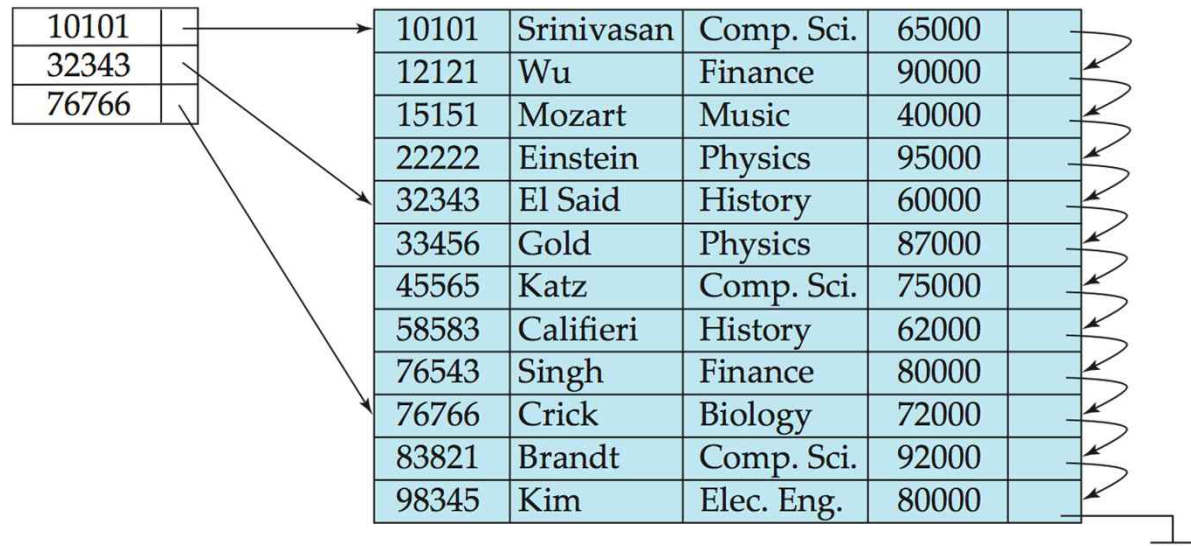 10101
32343
76766
10101 Srinivasan Comp. Sci. 65000
12121 Wu Finance 90000
15151 Mozart Music 40000
22222 Einstein Physics 95000
32343 El Said History 60000
33456 Gold Physics 87000
45565 Katz Comp. Sci. 75000
58583 Califieri History 62000
76543 Singh Finance 80000
76766 Crick Biology 72000
83821 Brandt Comp. Sci. 92000
98345 Kim Elec. Eng. 80000